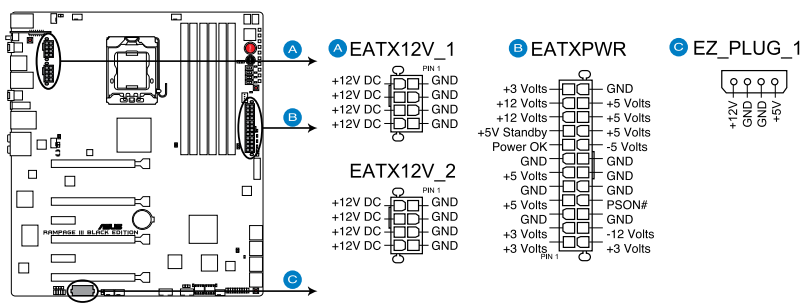 A
B
C
ASUS
RAMPAGE III BLACK EDITION
A EATX12V_1
PIN 1
+12V DC GND
+12V DC GND
+12V DC GND
+12V DC GND
EATX12V_2
PIN 1
+12V DC GND
+12V DC GND
+12V DC GND
+12V DC GND
B EATXPWR
+3 Volts GND
+12 Volts +5 Volts
+12 Volts +5 Volts
+5V Standby +5 Volts
Power OK -5 Volts
GND GND
+5 Volts GND
GND GND
+5 Volts PSON#
GND GND
+3 Volts -12 Volts
+3 Volts +3 Volts
PIN 1
C EZ_PLUG_1
+12V
GND
GND
+5V